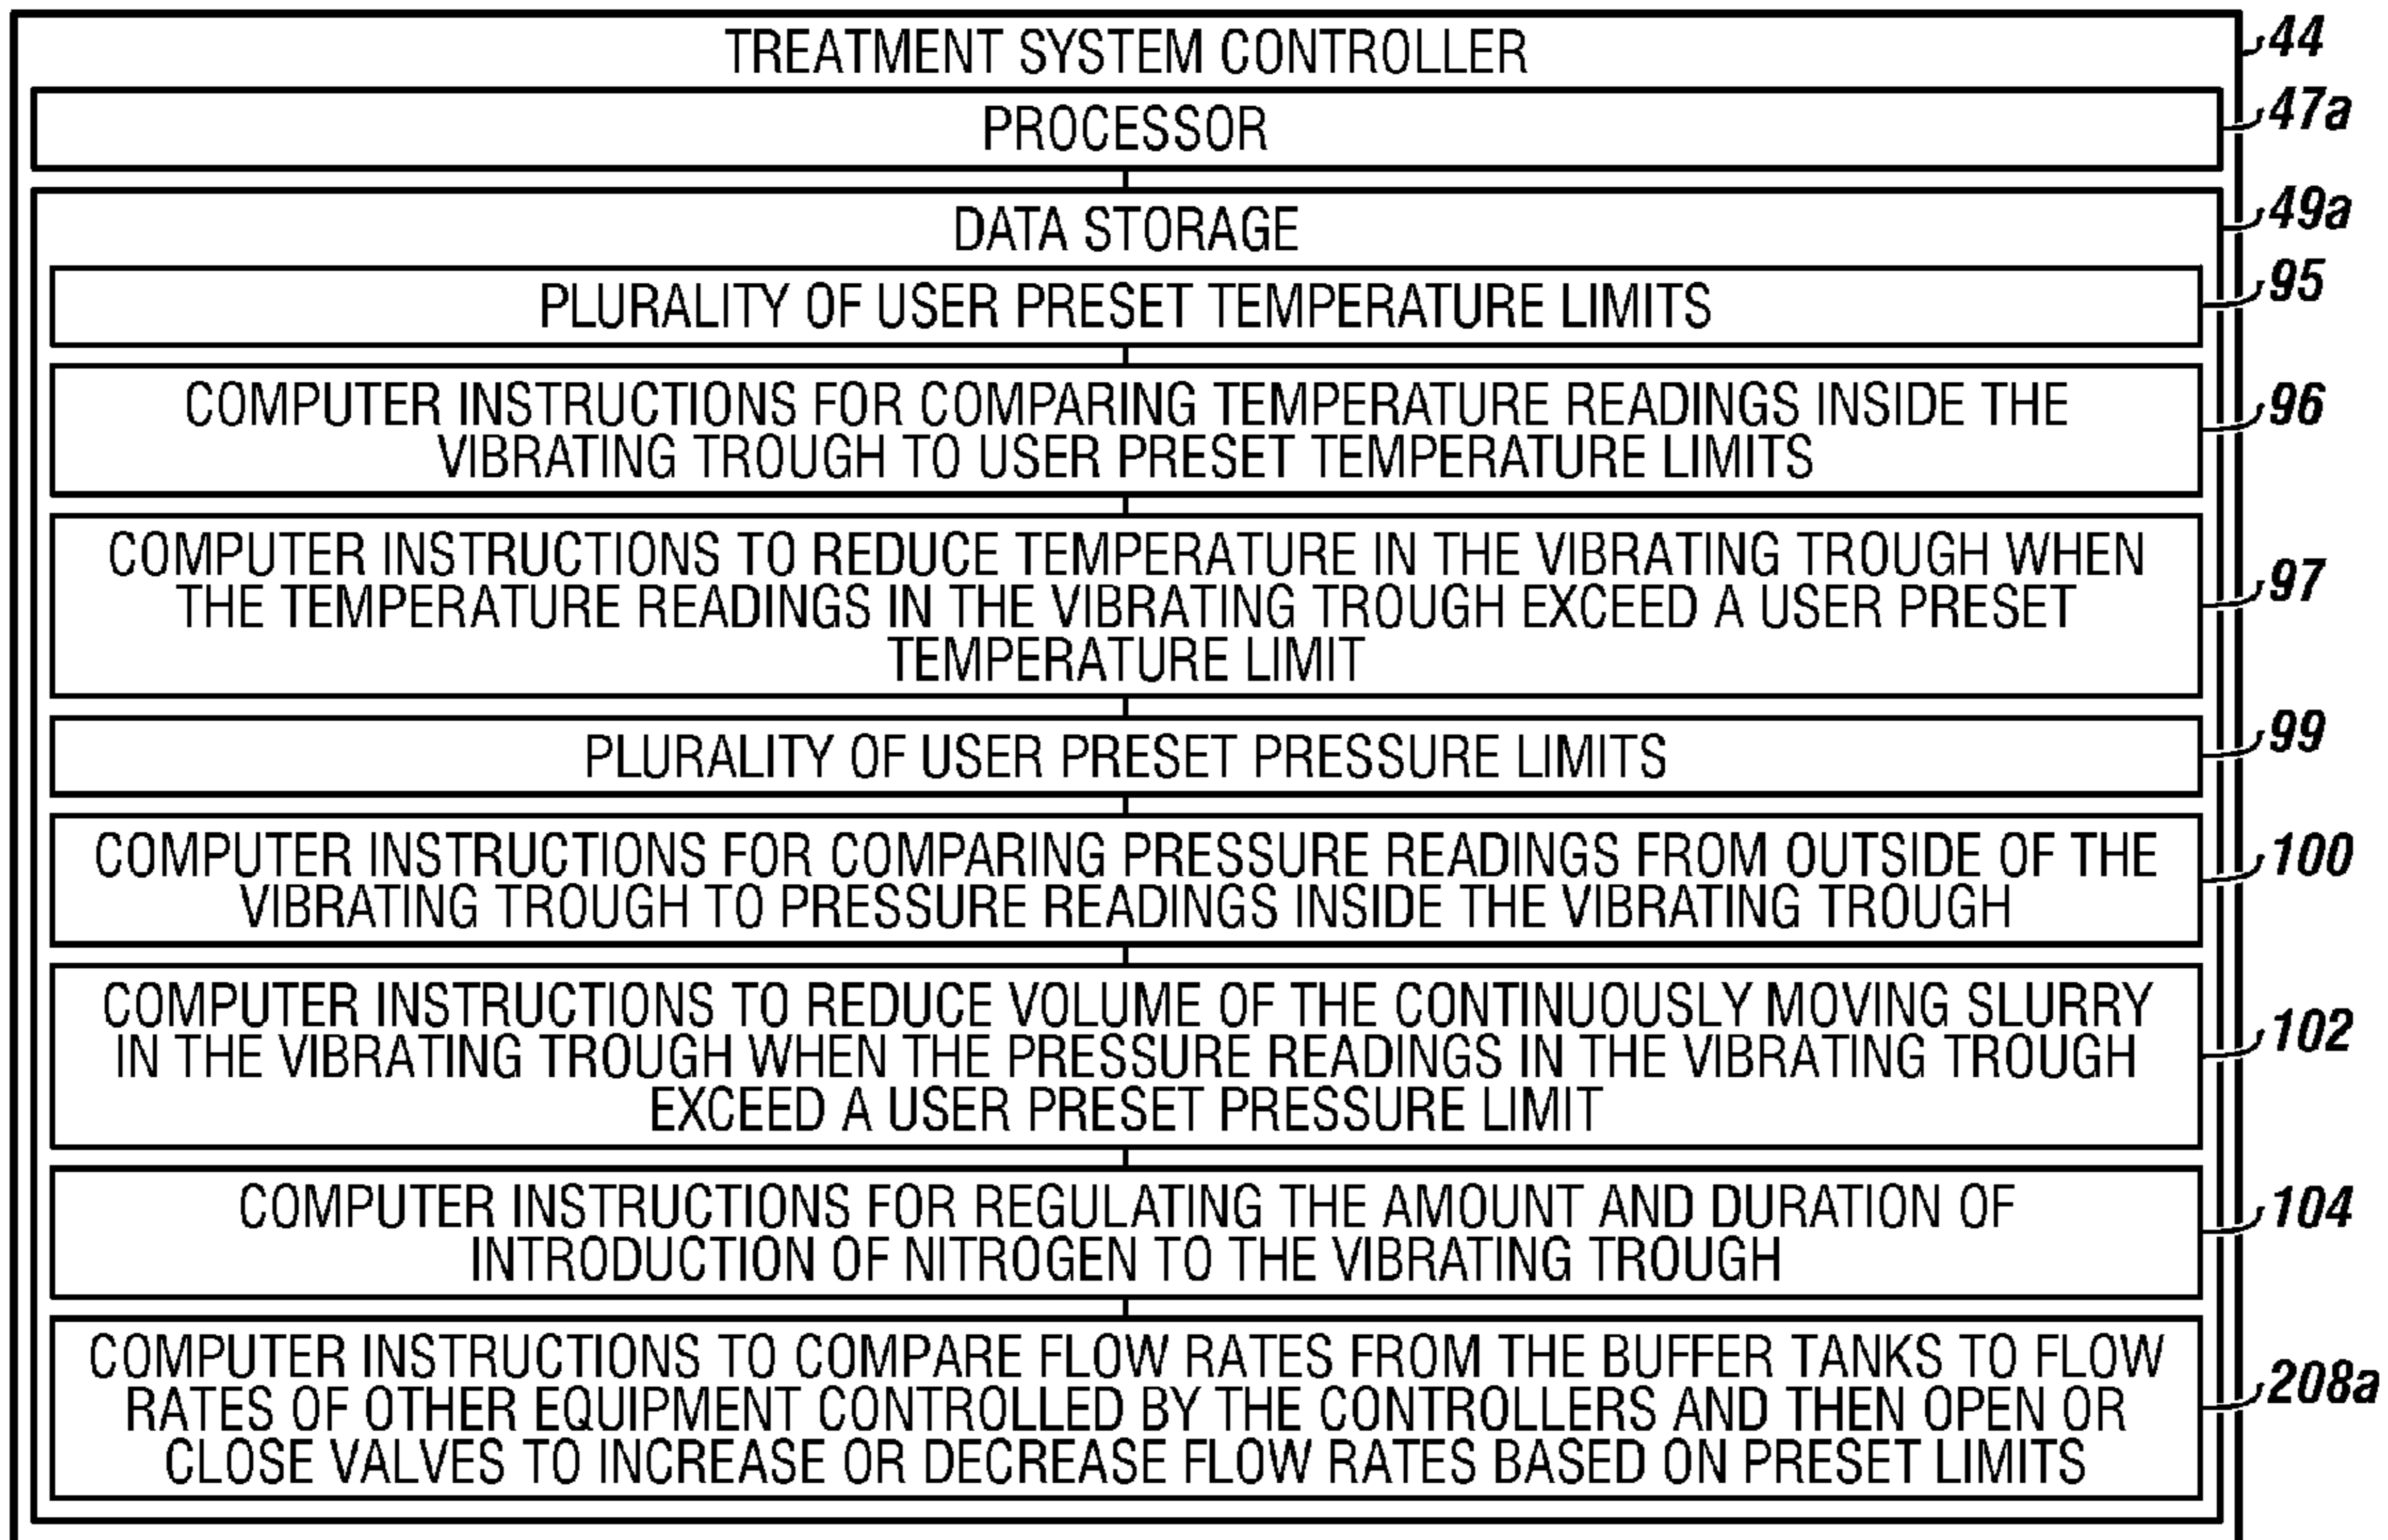 TREATMENT SYSTEM CONTROLLER
44
PROCESSOR
47a
DATA STORAGE
49a
PLURALITY OF USER PRESET TEMPERATURE LIMITS
95
COMPUTER INSTRUCTIONS FOR COMPARING TEMPERATURE READINGS INSIDE THE
VIBRATING TROUGH TO USER PRESET TEMPERATURE LIMITS
96
COMPUTER INSTRUCTIONS TO REDUCE TEMPERATURE IN THE VIBRATING TROUGH WHEN
THE TEMPERATURE READINGS IN THE VIBRATING TROUGH EXCEED A USER PRESET
TEMPERATURE LIMIT
97
PLURALITY OF USER PRESET PRESSURE LIMITS
99
COMPUTER INSTRUCTIONS FOR COMPARING PRESSURE READINGS FROM OUTSIDE OF THE
VIBRATING TROUGH TO PRESSURE READINGS INSIDE THE VIBRATING TROUGH
100
COMPUTER INSTRUCTIONS TO REDUCE VOLUME OF THE CONTINUOUSLY MOVING SLURRY
IN THE VIBRATING TROUGH WHEN THE PRESSURE READINGS IN THE VIBRATING TROUGH
EXCEED A USER PRESET PRESSURE LIMIT
102
COMPUTER INSTRUCTIONS FOR REGULATING THE AMOUNT AND DURATION OF
INTRODUCTION OF NITROGEN TO THE VIBRATING TROUGH
104
COMPUTER INSTRUCTIONS TO COMPARE FLOW RATES FROM THE BUFFER TANKS TO FLOW
RATES OF OTHER EQUIPMENT CONTROLLED BY THE CONTROLLERS AND THEN OPEN OR
CLOSE VALVES TO INCREASE OR DECREASE FLOW RATES BASED ON PRESET LIMITS
208a